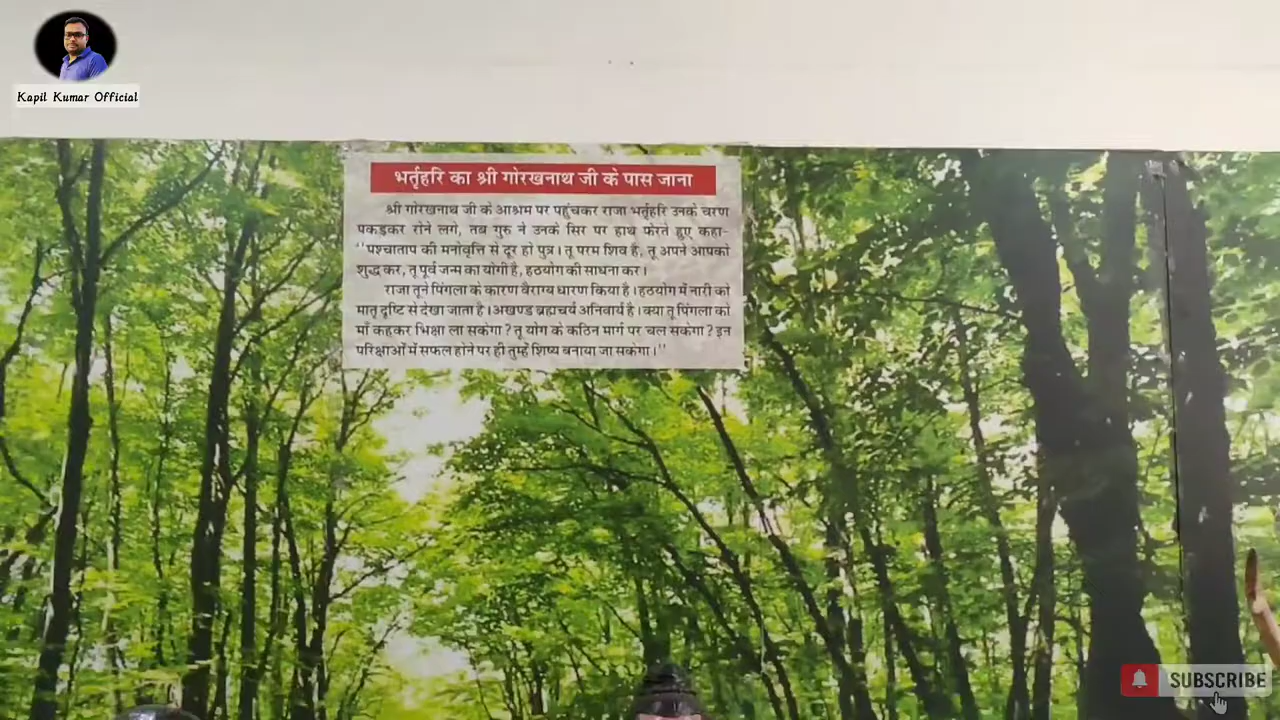 Kapil Kumar Official
भर्तृहरि का श्री गोरखनाथ जी के पास जाना
श्री गोरखनाथ जी के आश्रम पर पहुंचकर राजा भर्तृहरि उनके चरण
पकड़कर रोने लगे, तब गुरु ने उनके सिर पर हाथ फेरते हुए कहा-
‘‘पश्चाताप की मनोवृत्ति से दूर हो पुत्र। तू परम शिव है, तू अपने आपको
शुद्ध कर, तू पूर्व जन्म का योगी है, हठयोग की साधना कर।
राजा तूने पिंगला के कारण वैराग्य धारण किया है। हठयोग में नारी को
मातृ दृष्टि से देखा जाता है। अखण्ड ब्रह्मचर्य अनिवार्य है। क्या तू पिंगला को
माँ कहकर भिक्षा ला सकेगा? तू योग के कठिन मार्ग पर चल सकेगा? इन
परिक्षाओं में सफल होने पर ही तुम्हें शिष्य बनाया जा सकेगा।’’
SUBSCRIBE